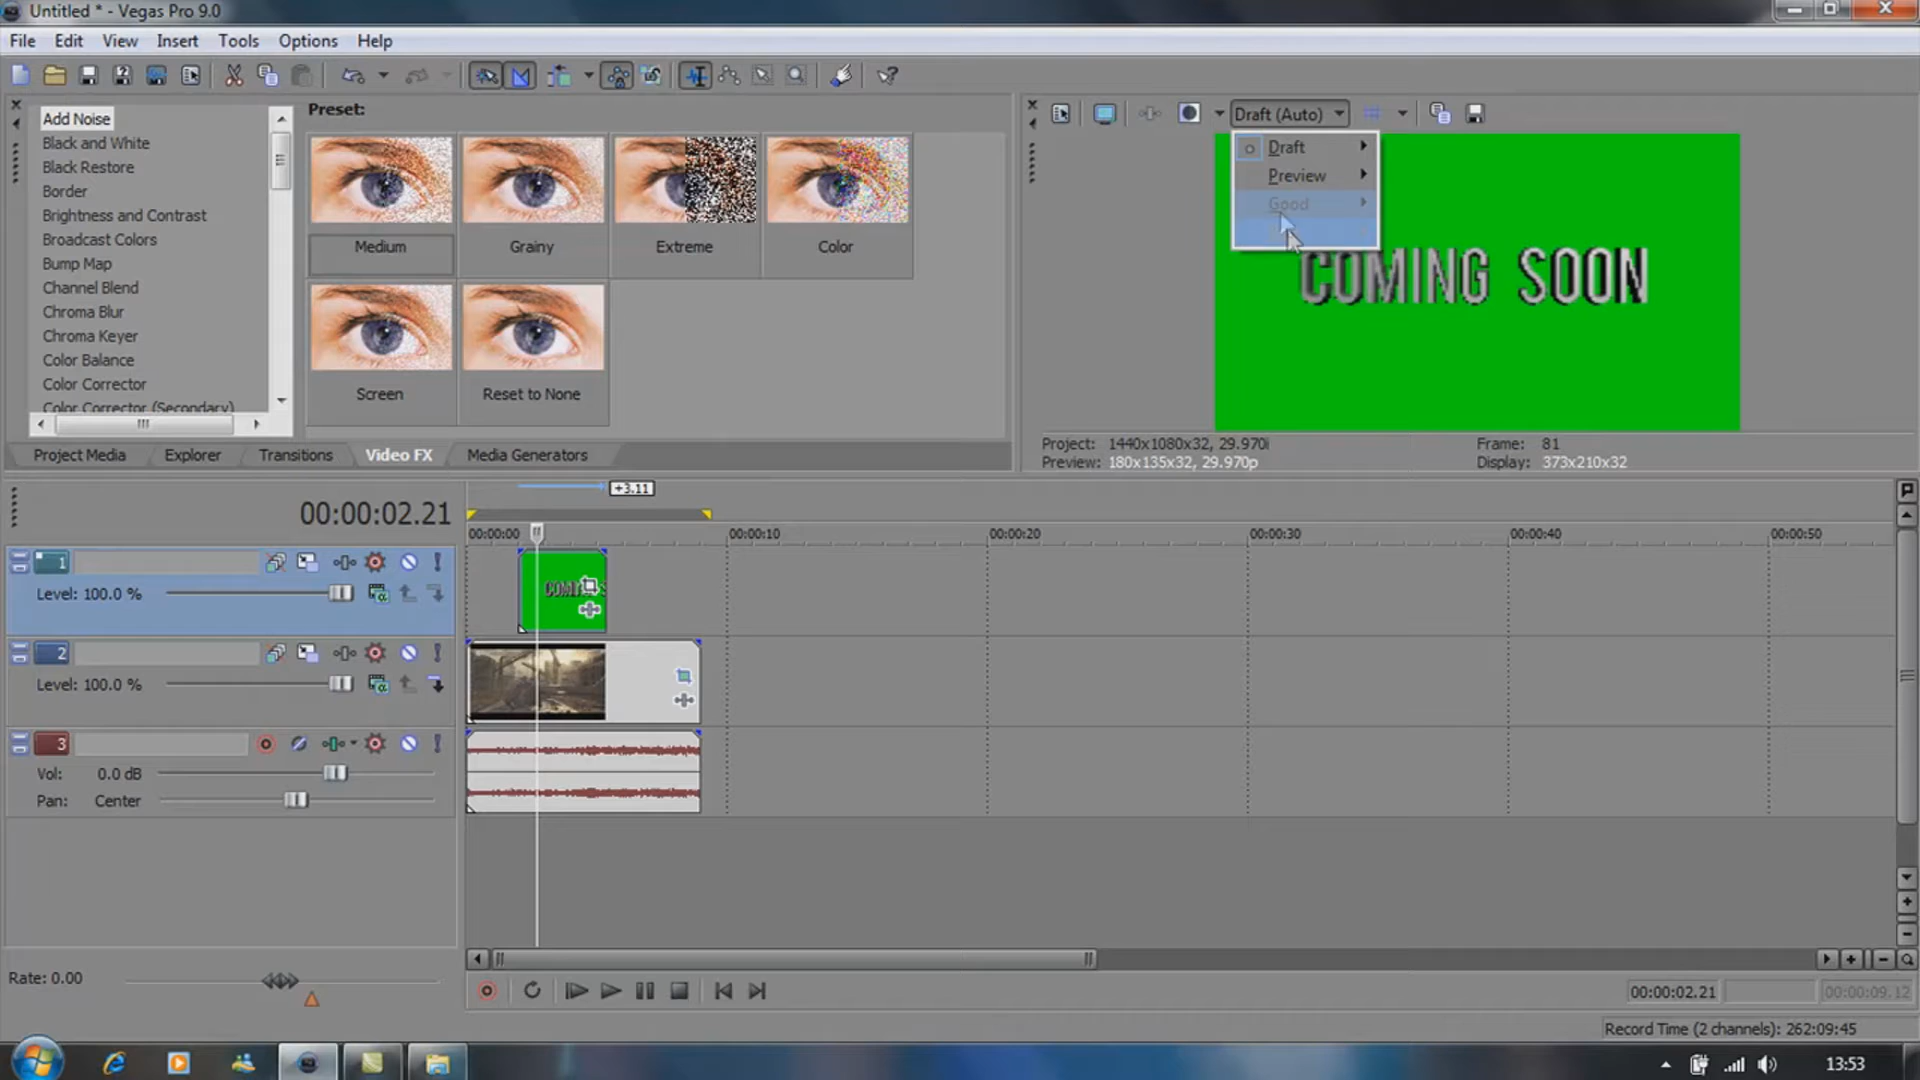 Untitled * - Vegas Pro 9.0
File Edit View Insert Tools Options Help
Add Noise
Black and White
Black Restore
Border
Brightness and Contrast
Broadcast Colors
Bump Map
Channel Blend
Chroma Blur
Chroma Keyer
Color Balance
Color Corrector
Color Corrector (Secondary)
Preset:
Medium Grainy Extreme Color
Screen Reset to None
Project Media Explorer Transitions Video FX Media Generators
Draft (Auto)
Draft
Preview
Good
COMING SOON
Project: 1440x1080x32, 29.970i Frame: 81
Preview: 180x135x32, 29.970p Display: 373x210x32
00:00:02.21
+3.11
00:00:00 00:00:10 00:00:20 00:00:30 00:00:40 00:00:50
1
Level: 100.0 %
2
Level: 100.0 %
3
Vol: 0.0 dB
Pan: Center
Rate: 0.00
00:00:02.21 00:00:09.12
Record Time (2 channels): 262:09:45
13:53